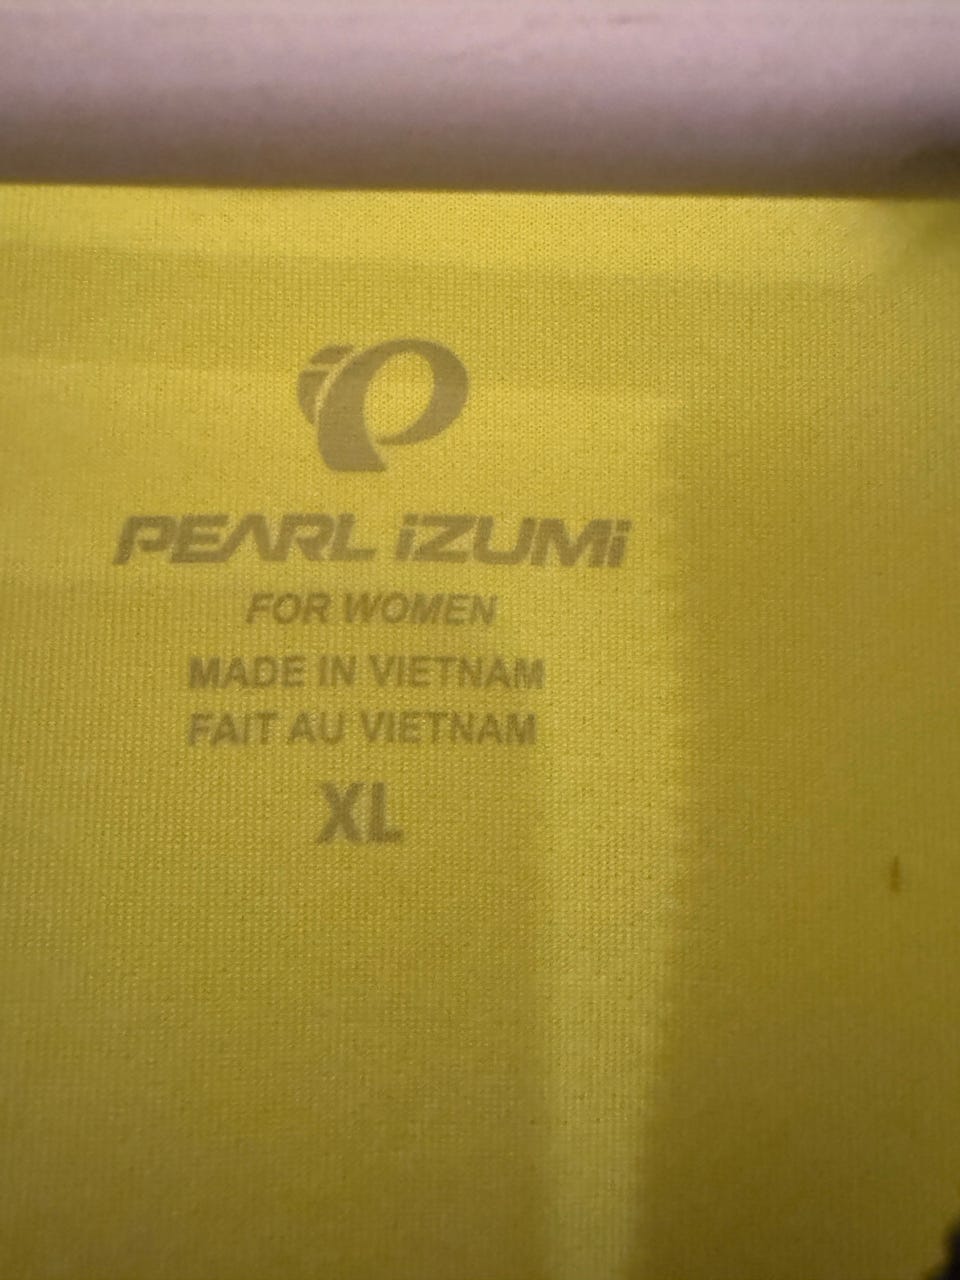 PEARL iZUMi
FOR WOMEN
MADE IN VIETNAM
FAIT AU VIETNAM
XL